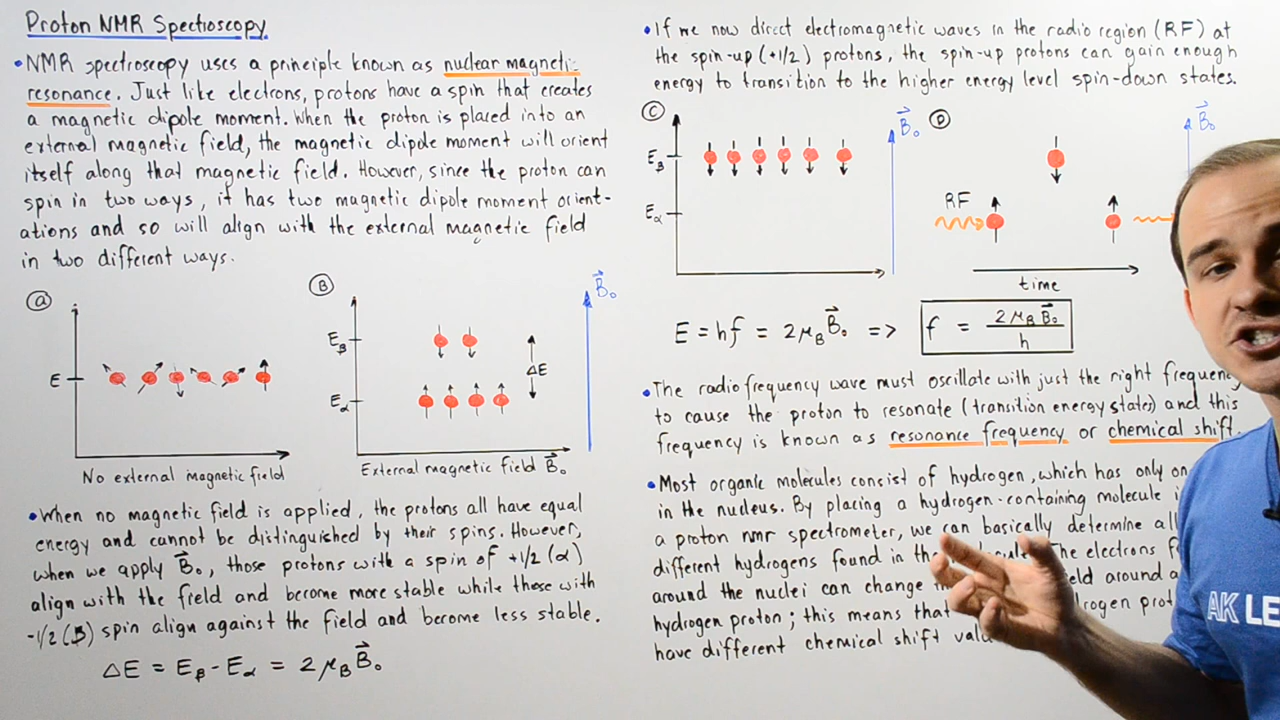 Proton NMR Spectroscopy
•NMR spectroscopy uses a principle known as nuclear magnetic
resonance. Just like electrons, protons have a spin that creates
a magnetic dipole moment. When the proton is placed into an
external magnetic field, the magnetic dipole moment will orient
itself along that magnetic field. However, since the proton can
spin in two ways, it has two magnetic dipole moment orient-
ations and so will align with the external magnetic field
in two different ways.
A
E
No external magnetic field
B
Eβ
Eα
ΔE
B⃗₀
External magnetic field B⃗₀
•When no magnetic field is applied, the protons all have equal
energy and cannot be distinguished by their spins. However,
when we apply B⃗₀, those protons with a spin of +1/2 (α)
align with the field and become more stable while those with
-1/2 (β) spin align against the field and become less stable.
ΔE = Eβ - Eα = 2μB B⃗₀
•If we now direct electromagnetic waves in the radio region (RF) at
the spin-up (+1/2) protons, the spin-up protons can gain enough
energy to transition to the higher energy level spin-down states.
C
Eβ
Eα
B⃗₀
D
B⃗₀
RF
time
E = hf = 2μB B⃗₀ => f = 2μB B⃗₀ / h
•The radiofrequency wave must oscillate with just the right frequency
to cause the proton to resonate (transition energy states) and this
frequency is known as resonance frequency or chemical shift.
•Most organic molecules consist of hydrogen, which has only on
in the nucleus. By placing a hydrogen-containing molecule i
a proton nmr spectrometer, we can basically determine all
different hydrogens found in the The electrons f
around the nuclei can change around a
hydrogen proton; this means that prot
have different chemical shift val
AK LE